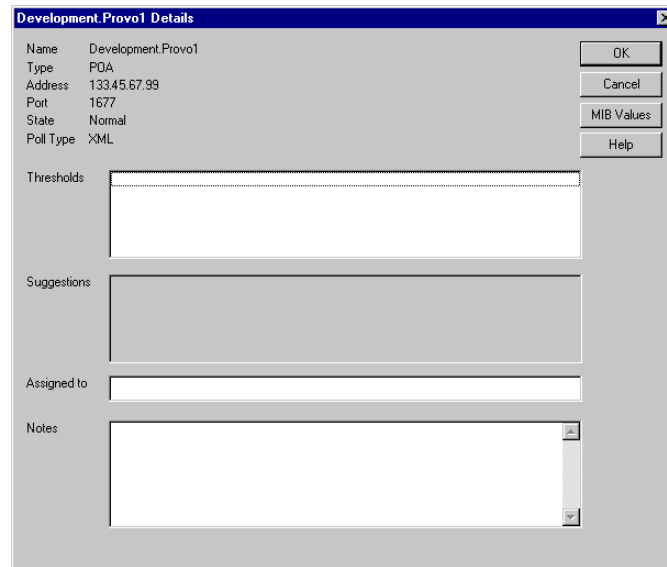 Development.Provo1 Details
Name Development.Provo1
Type POA
Address 133.45.67.99
Port 1677
State Normal
Poll Type XML
OK
Cancel
MIB Values
Help
Thresholds
Suggestions
Assigned to
Notes